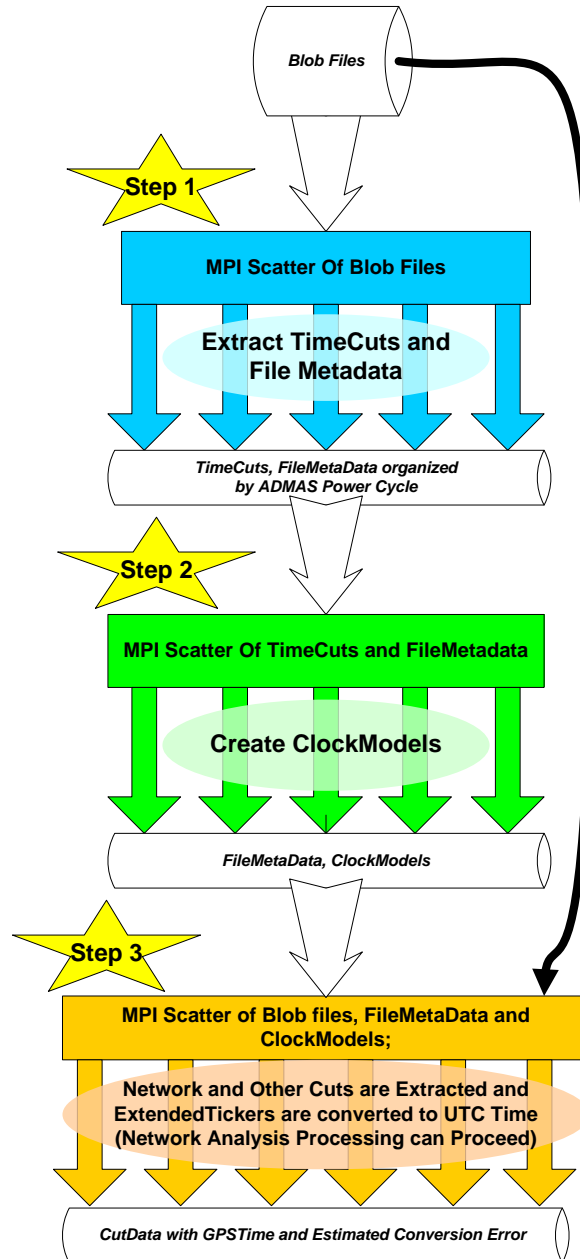 Blob Files
Step 1
MPI Scatter Of Blob Files
Extract TimeCuts and
File Metadata
TimeCuts, FileMetaData organized
by ADMAS Power Cycle
Step 2
MPI Scatter Of TimeCuts and FileMetadata
Create ClockModels
FileMetaData, ClockModels
Step 3
MPI Scatter of Blob files, FileMetaData and
ClockModels;
Network and Other Cuts are Extracted and
ExtendedTickers are converted to UTC Time
(Network Analysis Processing can Proceed)
CutData with GPSTime and Estimated Conversion Error